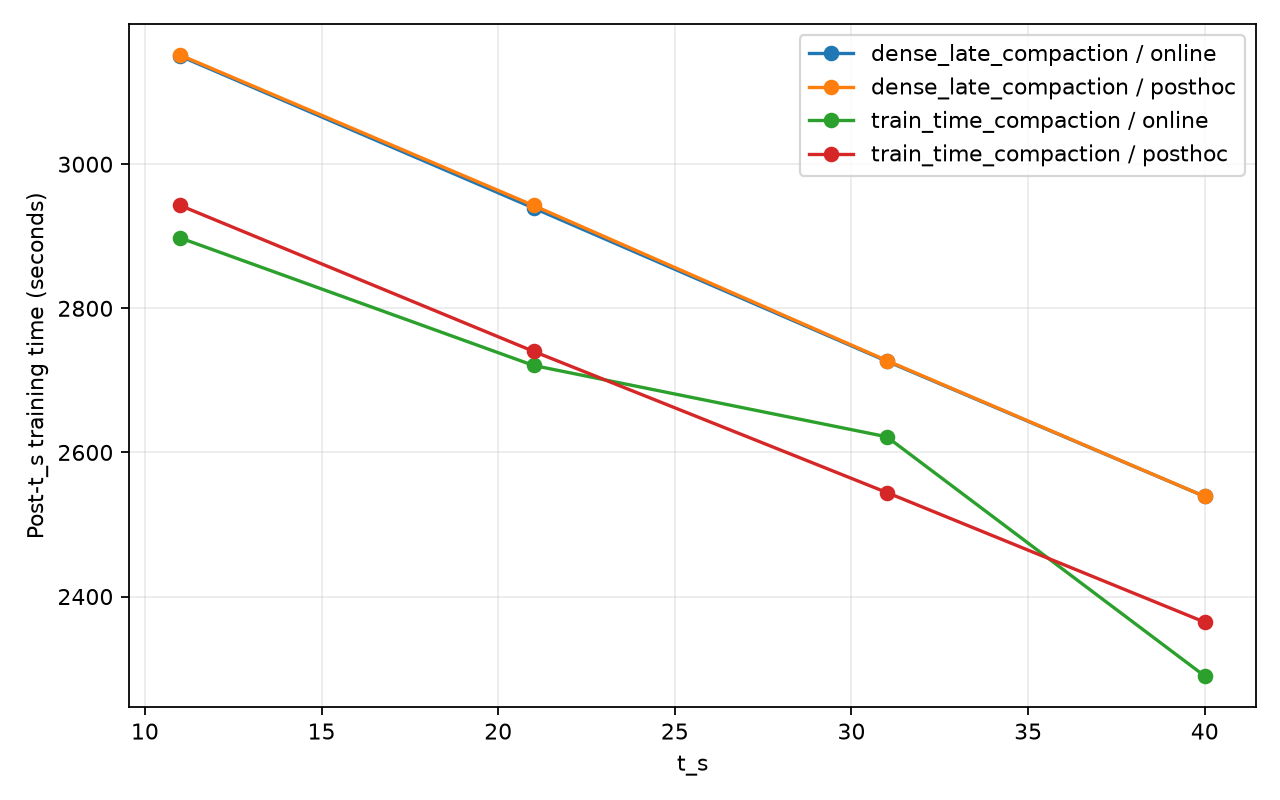 dense_late_compaction / online
dense_late_compaction / posthoc
train_time_compaction / online
train_time_compaction / posthoc
3000
2800
2600
2400
Post-t_s training time (seconds)
10 15 20 25 30 35 40
t_s